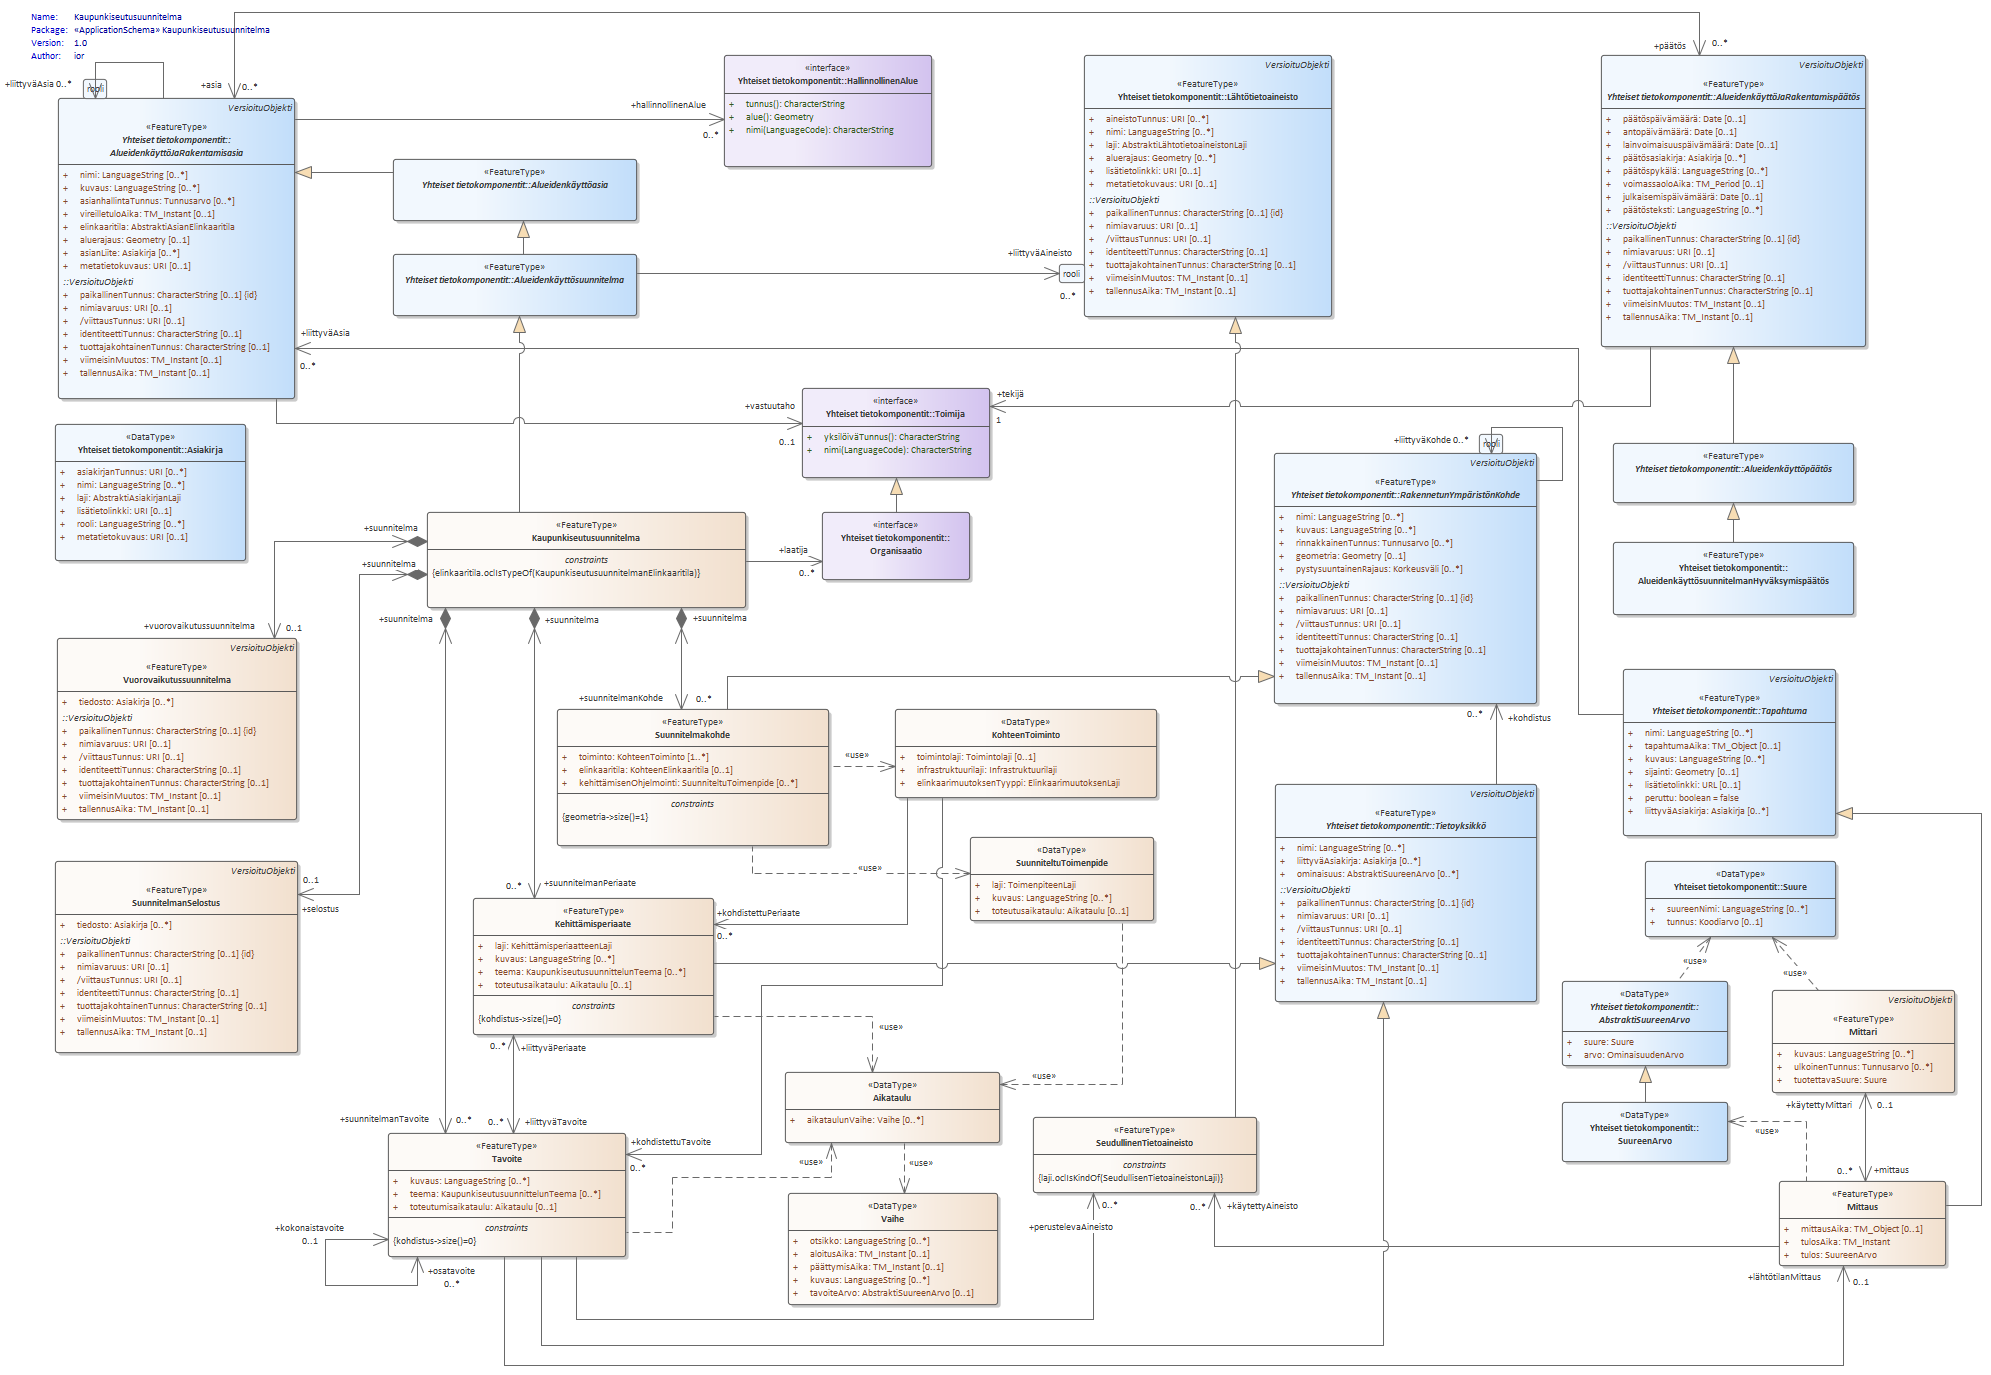 Name: Kaupunkiseutusuunnitelma
Package: «ApplicationSchema» Kaupunkiseutusuunnitelma
Version: 1.0
Author: ior
+liittyväAsia 0..*
rooli
+asia
0..*
+päätös
0..*
VersioituObjekti
«FeatureType»
Yhteiset tietokomponentit::
AlueidenkäyttöJaRakentamisasia
+ nimi: LanguageString [0..*]
+ kuvaus: LanguageString [0..*]
+ asianhallintaTunnus: Tunnusarvo [0..*]
+ vireilletuloAika: TM_Instant [0..1]
+ elinkaaritila: AbstraktiAsianElinkaaritila
+ aluerajaus: Geometry [0..1]
+ asianLiite: Asiakirja [0..*]
+ metatietokuvaus: URI [0..1]
::VersioituObjekti
+ paikallinenTunnus: CharacterString [0..1] {id}
+ nimiavaruus: URI [0..1]
+ /viittausTunnus: URI [0..1]
+ identiteettiTunnus: CharacterString [0..1]
+ tuottajakohtainenTunnus: CharacterString [0..1]
+ viimeisinMuutos: TM_Instant [0..1]
+ tallennusAika: TM_Instant [0..1]
+hallinnollinenAlue
0..*
«interface»
Yhteiset tietokomponentit::HallinnollinenAlue
+ tunnus(): CharacterString
+ alue(): Geometry
+ nimi(LanguageCode): CharacterString
«FeatureType»
Yhteiset tietokomponentit::Alueidenkäyttöasia
«FeatureType»
Yhteiset tietokomponentit::Alueidenkäyttösuunnitelma
+liittyväAineisto
rooli
0..*
VersioituObjekti
«FeatureType»
Yhteiset tietokomponentit::Lähtötietoaineisto
+ aineistoTunnus: URI [0..*]
+ nimi: LanguageString [0..*]
+ laji: AbstraktiLähtotietoaineistonLaji
+ aluerajaus: Geometry [0..*]
+ lisätietolinkki: URI [0..1]
+ metatietokuvaus: URI [0..1]
::VersioituObjekti
+ paikallinenTunnus: CharacterString [0..1] {id}
+ nimiavaruus: URI [0..1]
+ /viittausTunnus: URI [0..1]
+ identiteettiTunnus: CharacterString [0..1]
+ tuottajakohtainenTunnus: CharacterString [0..1]
+ viimeisinMuutos: TM_Instant [0..1]
+ tallennusAika: TM_Instant [0..1]
VersioituObjekti
«FeatureType»
Yhteiset tietokomponentit::AlueidenkäyttöJaRakentamispäätös
+ päätöspäivämäärä: Date [0..1]
+ antopäivämäärä: Date [0..1]
+ lainvoimaisuuspäivämäärä: Date [0..1]
+ päätösasiakirja: Asiakirja [0..*]
+ päätöspykälä: LanguageString [0..*]
+ voimassaoloAika: TM_Period [0..1]
+ julkaisemispäivämäärä: Date [0..1]
+ päätösteksti: LanguageString [0..*]
::VersioituObjekti
+ paikallinenTunnus: CharacterString [0..1] {id}
+ nimiavaruus: URI [0..1]
+ /viittausTunnus: URI [0..1]
+ identiteettiTunnus: CharacterString [0..1]
+ tuottajakohtainenTunnus: CharacterString [0..1]
+ viimeisinMuutos: TM_Instant [0..1]
+ tallennusAika: TM_Instant [0..1]
+liittyväAsia
0..*
+vastuutaho
0..1
«interface»
Yhteiset tietokomponentit::Toimija
+ yksilöiväTunnus(): CharacterString
+ nimi(LanguageCode): CharacterString
+tekijä
1
«DataType»
Yhteiset tietokomponentit::Asiakirja
+ asiakirjanTunnus: URI [0..*]
+ nimi: LanguageString [0..*]
+ laji: AbstraktiAsiakirjanLaji
+ lisätietolinkki: URI [0..1]
+ rooli: LanguageString [0..*]
+ metatietokuvaus: URI [0..1]
+liittyväKohde 0..*
rooli
VersioituObjekti
«FeatureType»
Yhteiset tietokomponentit::RakennetunYmpäristönKohde
+ nimi: LanguageString [0..*]
+ kuvaus: LanguageString [0..*]
+ rinnakkainenTunnus: Tunnusarvo [0..*]
+ geometria: Geometry [0..1]
+ pystysuuntainenRajaus: Korkeusväli [0..*]
::VersioituObjekti
+ paikallinenTunnus: CharacterString [0..1] {id}
+ nimiavaruus: URI [0..1]
+ /viittausTunnus: URI [0..1]
+ identiteettiTunnus: CharacterString [0..1]
+ tuottajakohtainenTunnus: CharacterString [0..1]
+ viimeisinMuutos: TM_Instant [0..1]
+ tallennusAika: TM_Instant [0..1]
«FeatureType»
Yhteiset tietokomponentit::Alueidenkäyttöpäätös
«FeatureType»
Yhteiset tietokomponentit::
AlueidenkäyttösuunnitelmanHyväksymispäätös
+suunnitelma
+suunnitelma
«FeatureType»
Kaupunkiseutusuunnitelma
constraints
{elinkaaritila.oclIsTypeOf(KaupunkiseutusuunnitelmanElinkaaritila)}
+laatija
0..*
«interface»
Yhteiset tietokomponentit::
Organisaatio
+suunnitelma
+suunnitelma
+suunnitelma
+vuorovaikutussuunnitelma
0..1
VersioituObjekti
«FeatureType»
Vuorovaikutussuunnitelma
+ tiedosto: Asiakirja [0..*]
::VersioituObjekti
+ paikallinenTunnus: CharacterString [0..1] {id}
+ nimiavaruus: URI [0..1]
+ /viittausTunnus: URI [0..1]
+ identiteettiTunnus: CharacterString [0..1]
+ tuottajakohtainenTunnus: CharacterString [0..1]
+ viimeisinMuutos: TM_Instant [0..1]
+ tallennusAika: TM_Instant [0..1]
+suunnitelmanKohde
0..*
«FeatureType»
Suunnitelmakohde
+ toiminto: KohteenToiminto [1..*]
+ elinkaaritila: KohteenElinkaaritila [0..1]
+ kehittämisenOhjelmointi: SuunniteltuToimenpide [0..*]
constraints
{geometria->size()=1}
«use»
«DataType»
KohteenToiminto
+ toimintolaji: Toimintolaji [0..1]
+ infrastruktuurilaji: Infrastruktuurilaji
+ elinkaarimuutoksenTyyppi: ElinkaarimuutoksenLaji
0..*
+kohdistus
VersioituObjekti
«FeatureType»
Yhteiset tietokomponentit::Tapahtuma
+ nimi: LanguageString [0..*]
+ tapahtumaAika: TM_Object [0..1]
+ kuvaus: LanguageString [0..*]
+ sijainti: Geometry [0..1]
+ lisätietolinkki: URL [0..1]
+ peruttu: boolean = false
+ liittyväAsiakirja: Asiakirja [0..*]
VersioituObjekti
«FeatureType»
Yhteiset tietokomponentit::Tietoyksikkö
+ nimi: LanguageString [0..*]
+ liittyväAsiakirja: Asiakirja [0..*]
+ ominaisuus: AbstraktiSuureenArvo [0..*]
::VersioituObjekti
+ paikallinenTunnus: CharacterString [0..1] {id}
+ nimiavaruus: URI [0..1]
+ /viittausTunnus: URI [0..1]
+ identiteettiTunnus: CharacterString [0..1]
+ tuottajakohtainenTunnus: CharacterString [0..1]
+ viimeisinMuutos: TM_Instant [0..1]
+ tallennusAika: TM_Instant [0..1]
«use»
«DataType»
SuunniteltuToimenpide
+ laji: ToimenpiteenLaji
+ kuvaus: LanguageString [0..*]
+ toteutusaikataulu: Aikataulu [0..1]
VersioituObjekti
«FeatureType»
SuunnitelmanSelostus
+ tiedosto: Asiakirja [0..*]
::VersioituObjekti
+ paikallinenTunnus: CharacterString [0..1] {id}
+ nimiavaruus: URI [0..1]
+ /viittausTunnus: URI [0..1]
+ identiteettiTunnus: CharacterString [0..1]
+ tuottajakohtainenTunnus: CharacterString [0..1]
+ viimeisinMuutos: TM_Instant [0..1]
+ tallennusAika: TM_Instant [0..1]
0..1
+selostus
0..*
+suunnitelmanPeriaate
«FeatureType»
Kehittämisperiaate
+ laji: KehittämisperiaatteenLaji
+ kuvaus: LanguageString [0..*]
+ teema: KaupunkiseutusuunnittelunTeema [0..*]
+ toteutusaikataulu: Aikataulu [0..1]
constraints
{kohdistus->size()=0}
+kohdistettuPeriaate
0..*
«DataType»
Yhteiset tietokomponentit::Suure
+ suureenNimi: LanguageString [0..*]
+ tunnus: Koodiarvo [0..1]
«use»
«use»
«DataType»
Yhteiset tietokomponentit::
AbstraktiSuureenArvo
+ suure: Suure
+ arvo: OminaisuudenArvo
VersioituObjekti
«FeatureType»
Mittari
+ kuvaus: LanguageString [0..*]
+ ulkoinenTunnus: Tunnusarvo [0..*]
+ tuotettavaSuure: Suure
«use»
0..*
+liittyväPeriaate
«use»
«DataType»
Aikataulu
+ aikataulunVaihe: Vaihe [0..*]
+käytettyMittari
0..1
«DataType»
Yhteiset tietokomponentit::
SuureenArvo
«use»
+suunnitelmanTavoite
0..*
0..*
+liittyväTavoite
«FeatureType»
Tavoite
+ kuvaus: LanguageString [0..*]
+ teema: KaupunkiseutusuunnittelunTeema [0..*]
+ toteutumisaikataulu: Aikataulu [0..1]
constraints
{kohdistus->size()=0}
+kohdistettuTavoite
0..*
«use»
«use»
«FeatureType»
SeudullinenTietoaineisto
constraints
{laji.oclIsKindOf(SeudullisenTietoaineistonLaji)}
0..*
+mittaus
«FeatureType»
Mittaus
+ mittausAika: TM_Object [0..1]
+ tulosAika: TM_Instant
+ tulos: SuureenArvo
«DataType»
Vaihe
+ otsikko: LanguageString [0..*]
+ aloitusAika: TM_Instant [0..1]
+ päättymisAika: TM_Instant [0..1]
+ kuvaus: LanguageString [0..*]
+ tavoiteArvo: AbstraktiSuureenArvo [0..1]
0..*
+perustelevaAineisto
0..*
+käytettyAineisto
+kokonaistavoite
0..1
+osatavoite
0..*
+lähtötilanMittaus
0..1